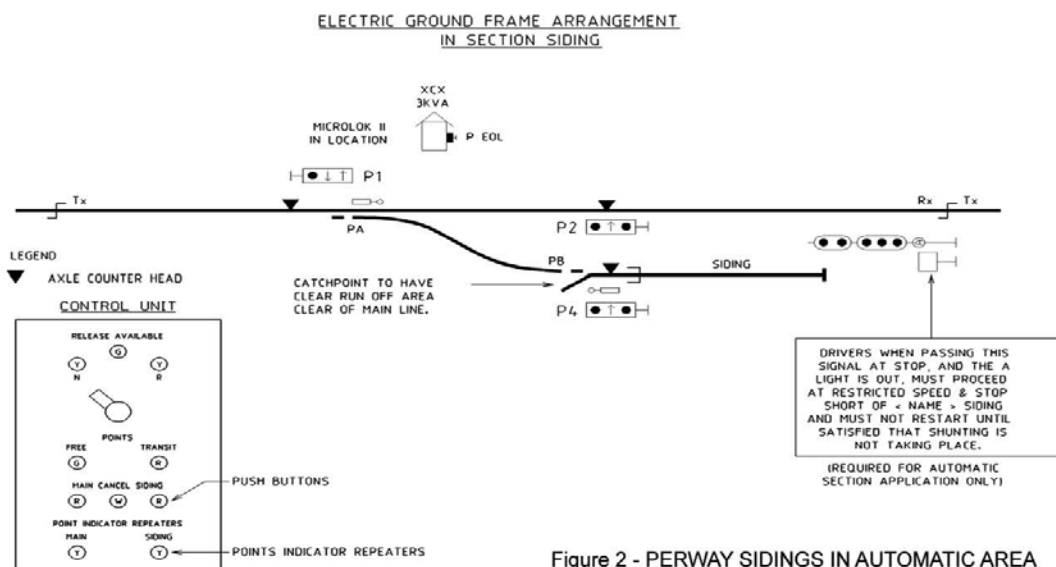 ELECTRIC GROUND FRAME ARRANGEMENT
IN SECTION SIDING
XCX
3KVA
MICROLOK II
IN LOCATION
P EOL
P1
Tx
Rx
Tx
PA
P2
PB
SIDING
LEGEND
AXLE COUNTER HEAD
CATCHPOINT TO HAVE
CLEAR RUN OFF AREA
CLEAR OF MAIN LINE.
P4
CONTROL UNIT
RELEASE AVAILABLE
G
Y Y
N R
POINTS
FREE TRANSIT
G R
MAIN CANCEL SIDING
R W R
PUSH BUTTONS
POINT INDICATOR REPEATERS
MAIN SIDING
Y Y
POINTS INDICATOR REPEATERS
DRIVERS WHEN PASSING THIS
SIGNAL AT STOP, AND THE A
LIGHT IS OUT, MUST PROCEED
AT RESTRICTED SPEED & STOP
SHORT OF < NAME > SIDING
AND MUST NOT RESTART UNTIL
SATISFIED THAT SHUNTING IS
NOT TAKING PLACE.
(REQUIRED FOR AUTOMATIC
SECTION APPLICATION ONLY)
Figure 2 - PERWAY SIDINGS IN AUTOMATIC AREA